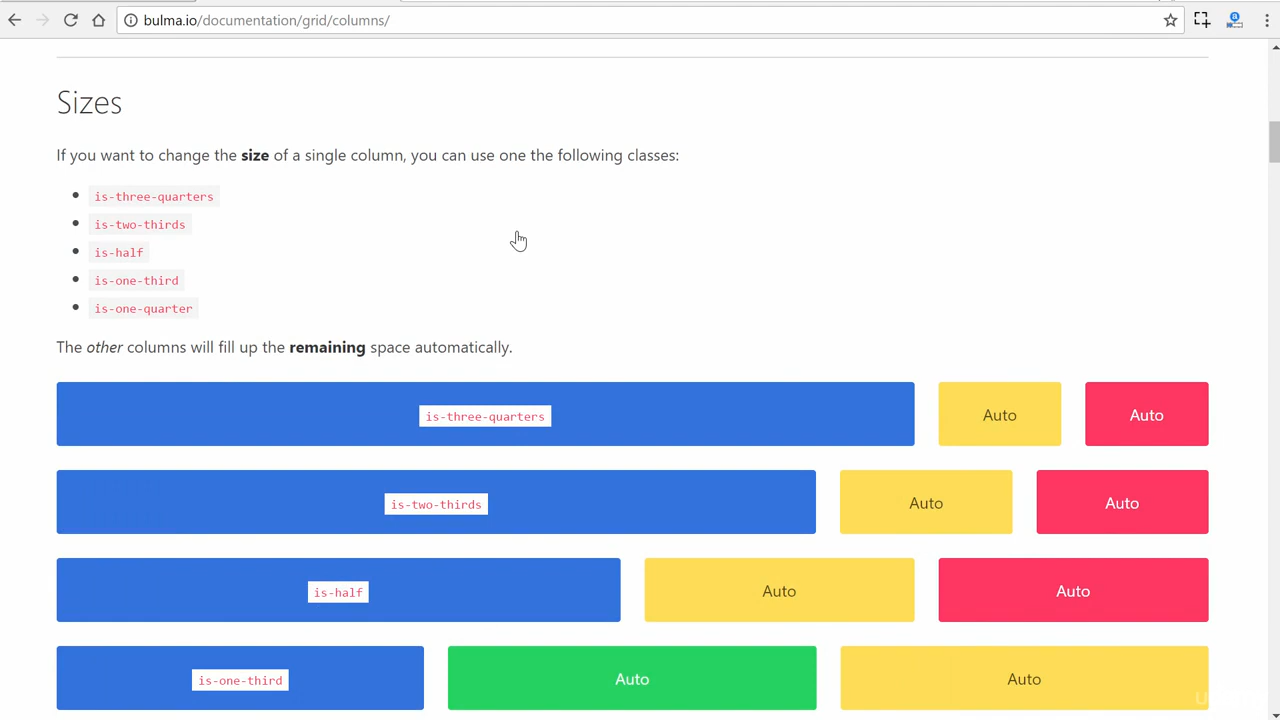 bulma.io/documentation/grid/columns/
Sizes
If you want to change the size of a single column, you can use one the following classes:
is-three-quarters
is-two-thirds
is-half
is-one-third
is-one-quarter
The other columns will fill up the remaining space automatically.
is-three-quarters Auto Auto
is-two-thirds Auto Auto
is-half Auto Auto
is-one-third Auto Auto